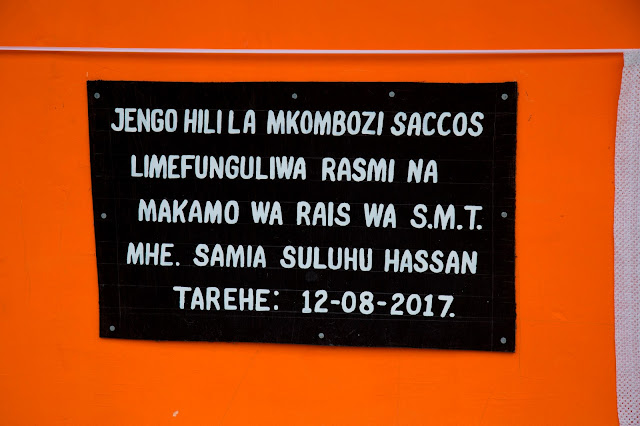 JENGO HILI LA MKOMBOZI SACCOS
LIMEFUNGULIWA RASMI NA
MAKAMO WA RAIS WA S.M.T.
MHE. SAMIA SULUHU HASSAN
TAREHE: 12-08-2017.